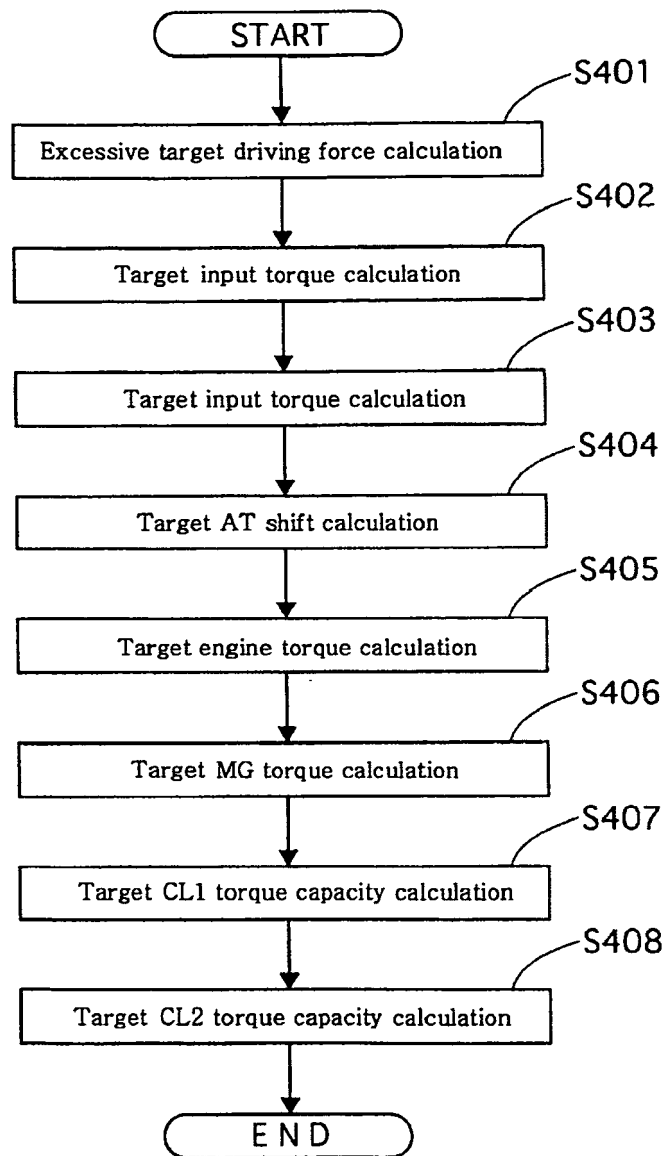 START
S401
Excessive target driving force calculation
S402
Target input torque calculation
S403
Target input torque calculation
S404
Target AT shift calculation
S405
Target engine torque calculation
S406
Target MG torque calculation
S407
Target CL1 torque capacity calculation
S408
Target CL2 torque capacity calculation
END